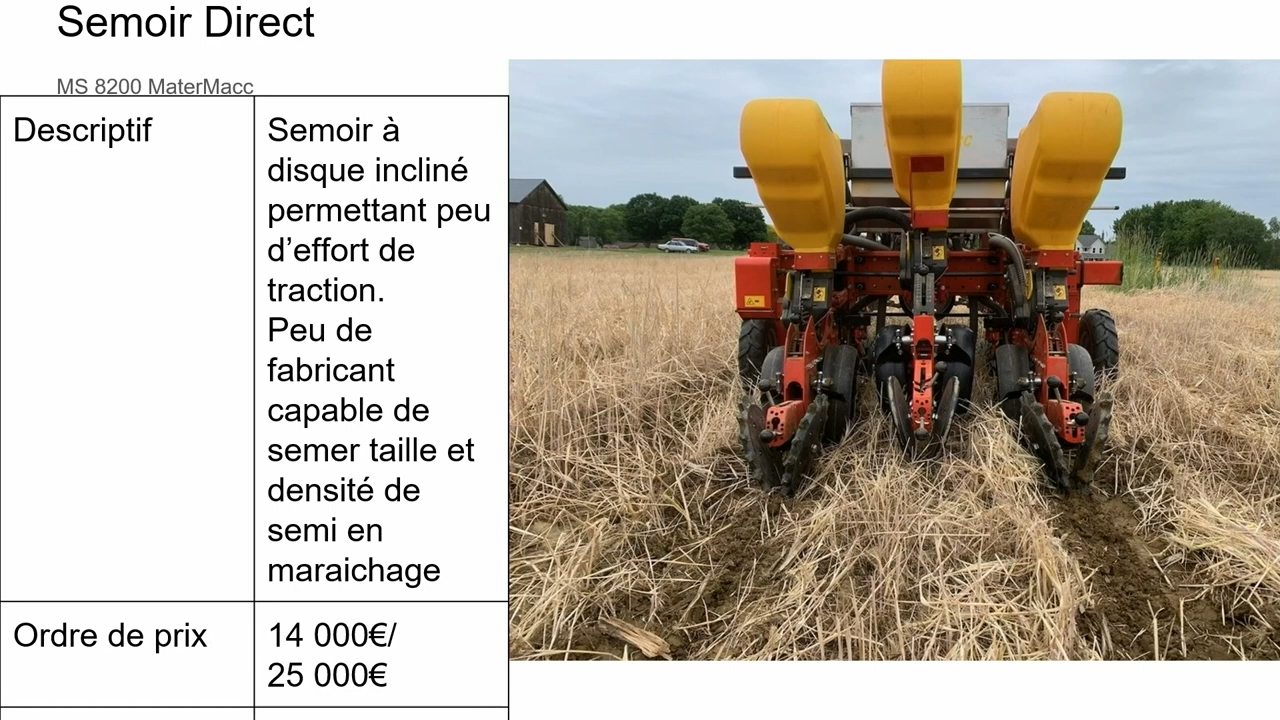 Semoir Direct
MS 8200 MaterMacc
Descriptif
Semoir à
disque incliné
permettant peu
d’effort de
traction.
Peu de
fabricant
capable de
semer taille et
densité de
semi en
maraichage
Ordre de prix
14 000€/
25 000€